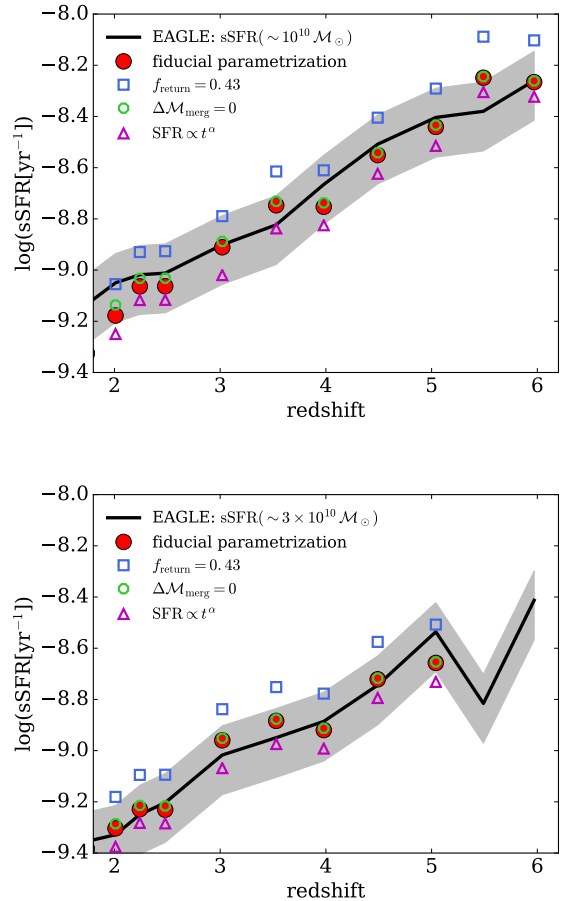 EAGLE: sSFR(∼10¹⁰ ℳ⊙)
fiducial parametrization
f_return = 0.43
Δℳ_merg = 0
SFR ∝ t^α
log(sSFR[yr⁻¹])
−8.0
−8.2
−8.4
−8.6
−8.8
−9.0
−9.2
−9.4
2 3 4 5 6
redshift
EAGLE: sSFR(∼3 × 10¹⁰ ℳ⊙)
fiducial parametrization
f_return = 0.43
Δℳ_merg = 0
SFR ∝ t^α
log(sSFR[yr⁻¹])
−8.0
−8.2
−8.4
−8.6
−8.8
−9.0
−9.2
−9.4
2 3 4 5 6
redshift